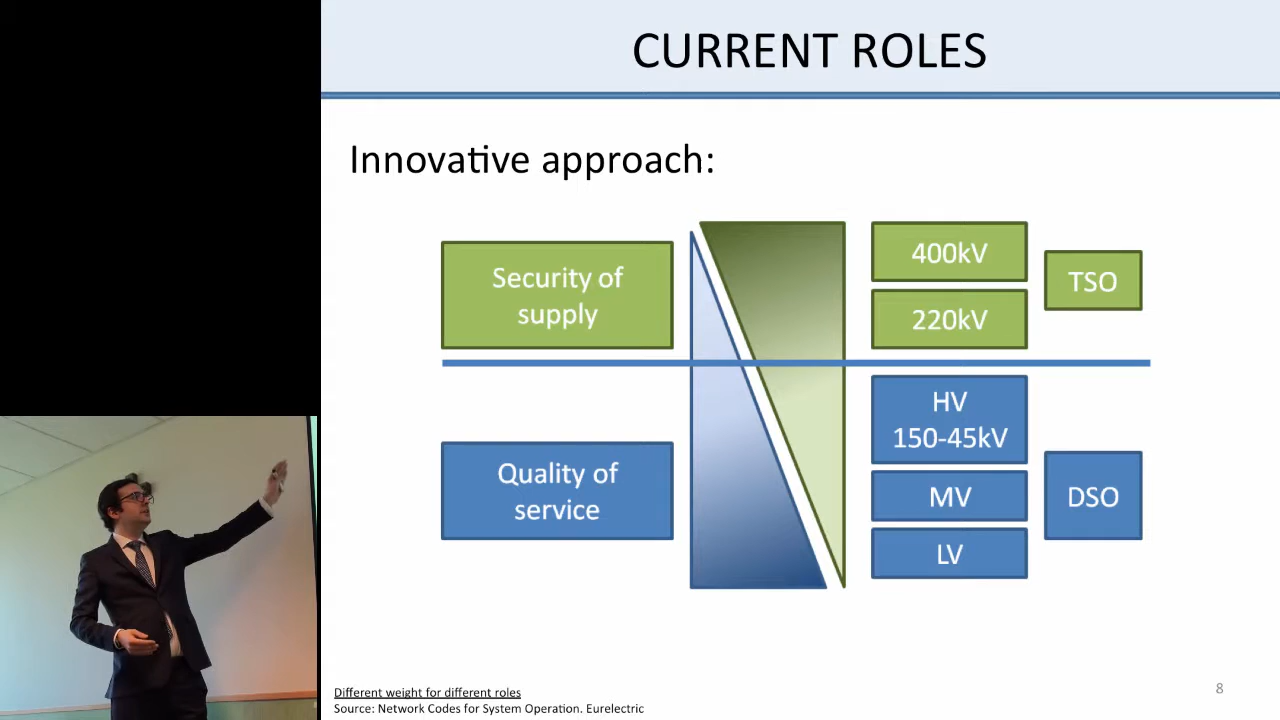 CURRENT ROLES
Innovative approach:
Security of
supply
400kV
220kV
TSO
Quality of
service
HV
150-45kV
MV
LV
DSO
Different weight for different roles
Source: Network Codes for System Operation. Eurelectric
8